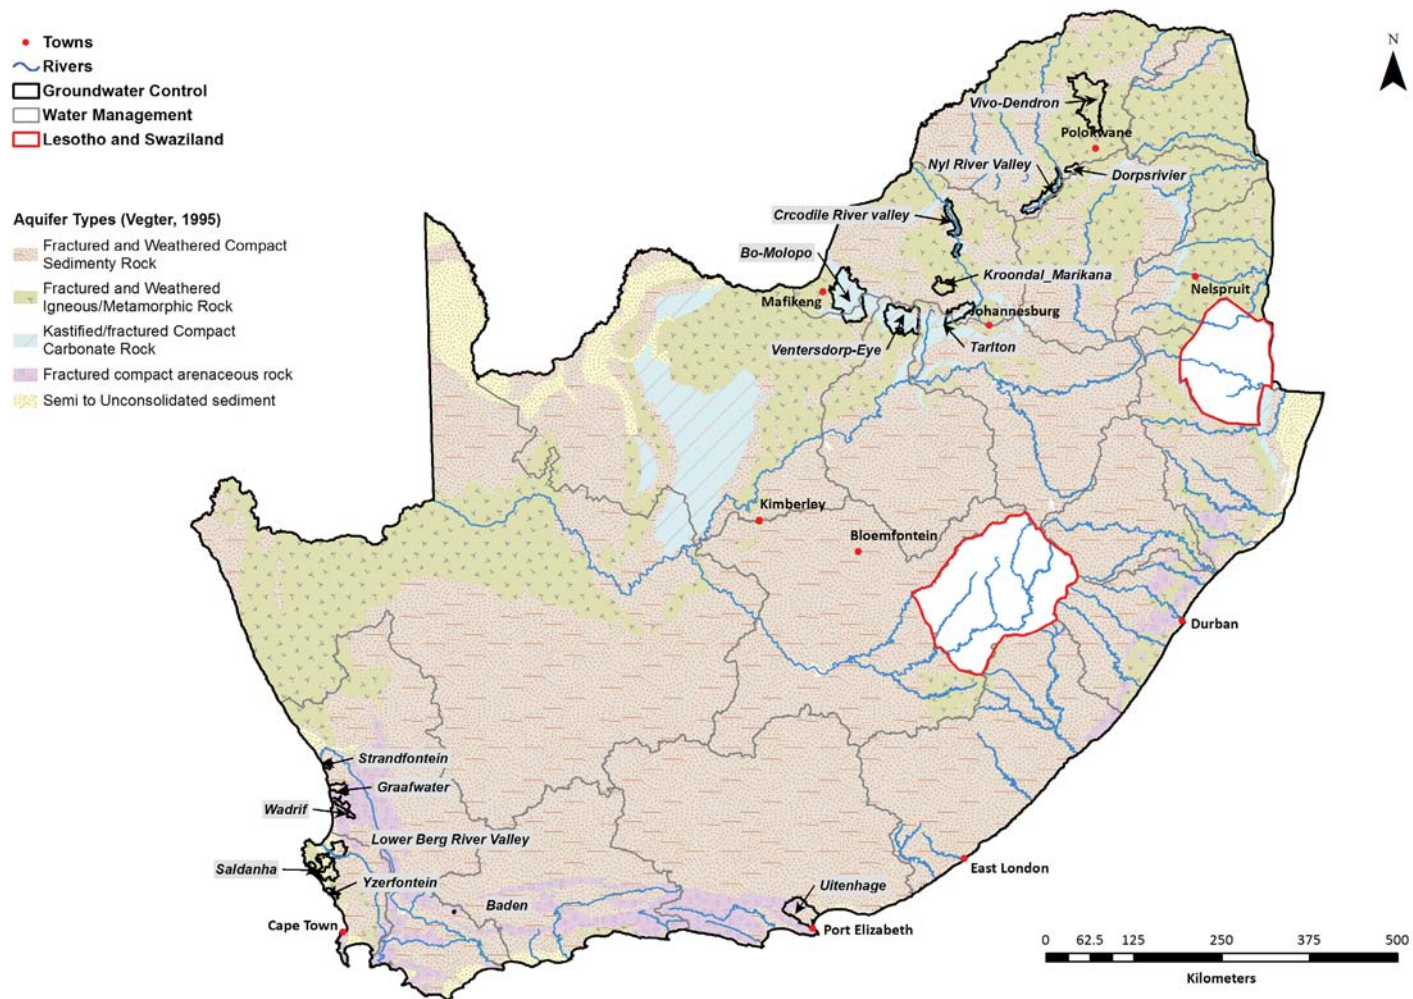 Towns
Rivers
Groundwater Control
Water Management
Lesotho and Swaziland
Aquifer Types (Vegter, 1995)
Fractured and Weathered Compact
Sedimenty Rock
Fractured and Weathered
Igneous/Metamorphic Rock
Kastified/fractured Compact
Carbonate Rock
Fractured compact arenaceous rock
Semi to Unconsolidated sediment
N
Vivo-Dendron
Polokwane
Nyl River Valley
Dorpsrivier
Crcodile River valley
Bo-Molopo
Kroondal_Marikana
Nelspruit
Mafikeng
Johannesburg
Ventersdorp-Eye
Tarlton
Kimberley
Bloemfontein
Durban
Strandfontein
Graafwater
Wadrif
Lower Berg River Valley
Saldanha
Yzerfontein
Baden
Uitenhage
East London
Cape Town
Port Elizabeth
0 62.5 125 250 375 500
Kilometers